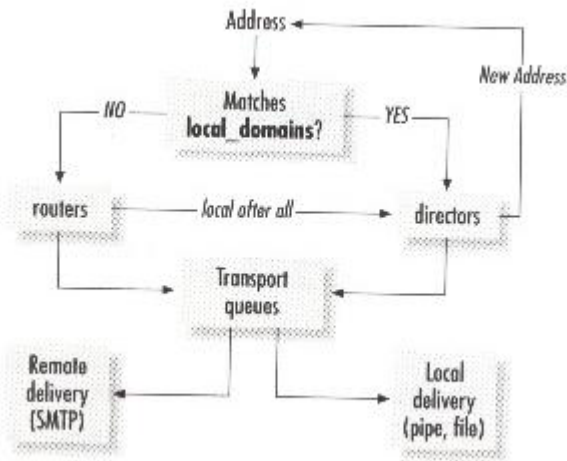 Address
New Address
Matches
local_domains?
NO
YES
routers
local after all
directors
Transport
queues
Remote
delivery
(SMTP)
Local
delivery
(pipe, file)